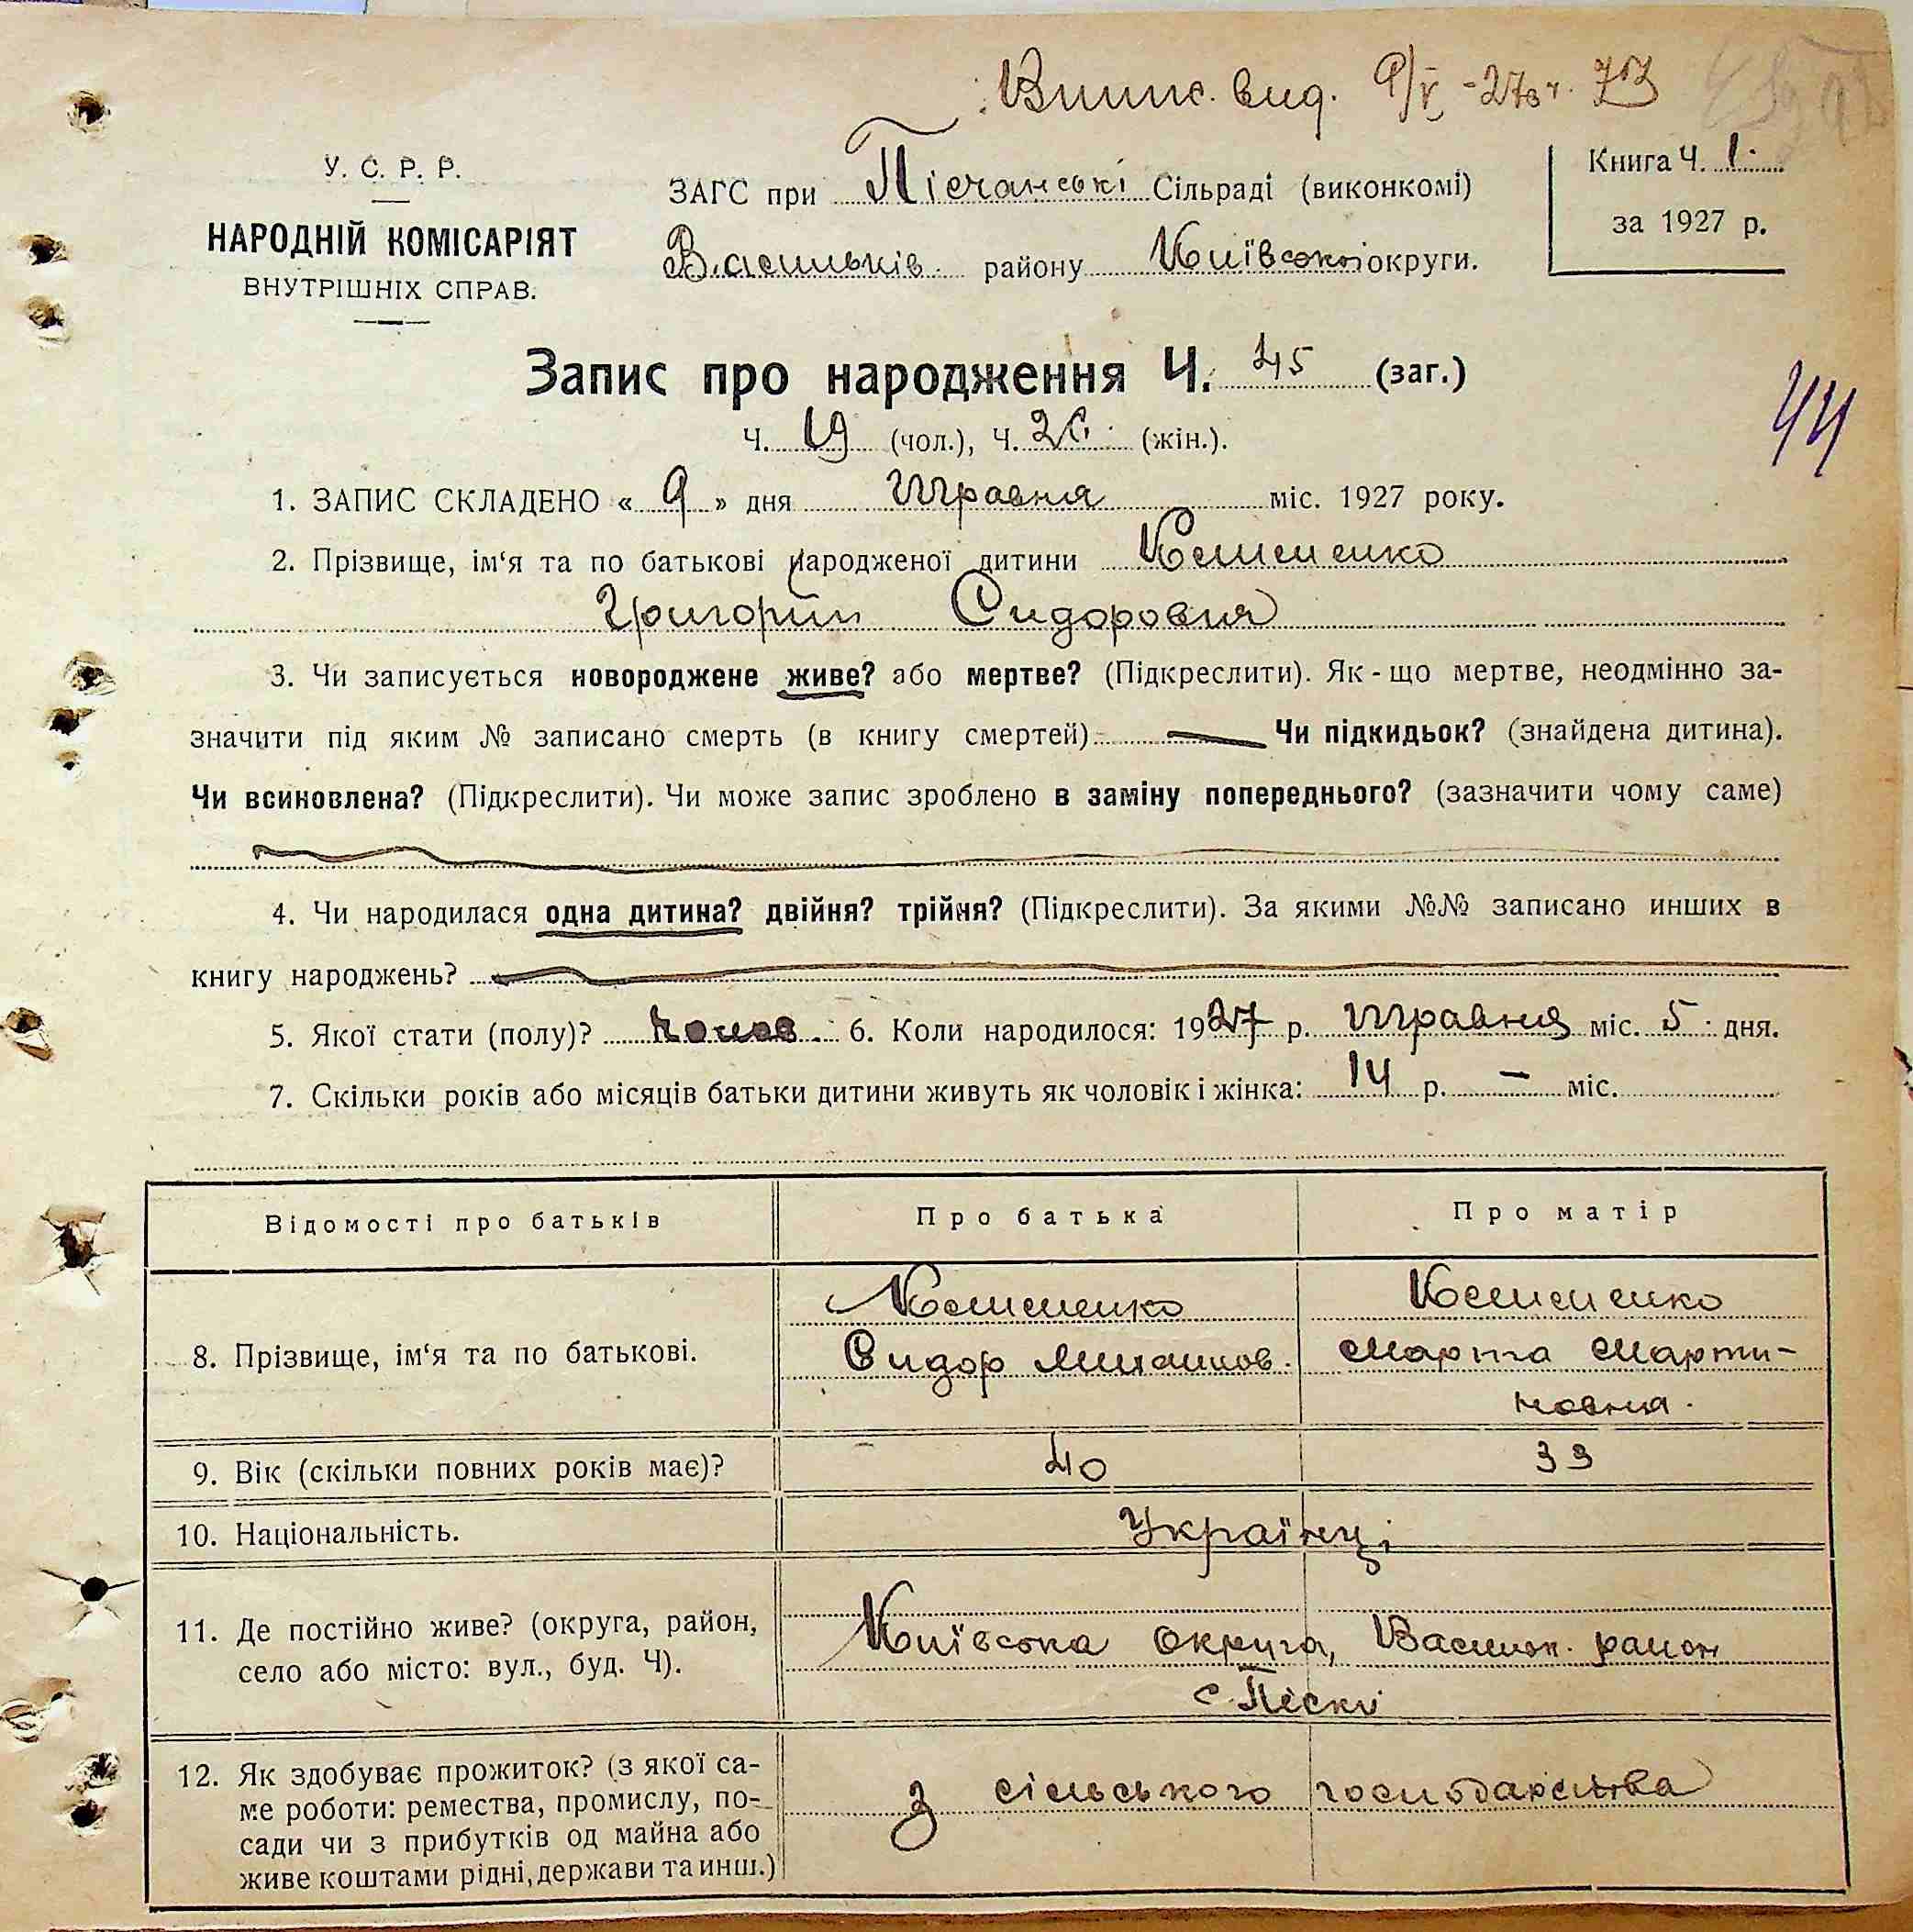 Випис. вид. 9/V -27 г.
У. С. Р. Р.
НАРОДНІЙ КОМІСАРІЯТ
ВНУТРІШНІХ СПРАВ.
ЗАГС при Пісчанські Сільраді (виконкомі)
Васильків. району Київської округи.
Книга Ч. 1.
за 1927 р.
Запис про народження Ч. 45 (заг.)
Ч. 19 (чол.), Ч. 26. (жін.).
44
1. ЗАПИС СКЛАДЕНО « 9 » дня Травня міс. 1927 року.
2. Прізвище, ім‘я та по батькові народженої дитини
Григорій Сидоровия
3. Чи записується новороджене живе? або мертве? (Підкреслити). Як - що мертве, неодмінно за-
значити під яким № записано смерть (в книгу смертей) Чи підкидьок? (знайдена дитина).
Чи всиновлена? (Підкреслити). Чи може запис зроблено в заміну попереднього? (зазначити чому саме)
4. Чи народилася одна дитина? двійня? трійня? (Підкреслити). За якими №№ записано инших в
книгу народжень?
5. Якої стати (полу)? 6. Коли народилося: 1927 р. Травня міс. 5 дня.
7. Скільки років або місяців батьки дитини живуть як чоловік і жінка: 14 р. — міс.
Відомості про батьків Про батька Про матір
8. Прізвище, ім‘я та по батькові.
Сидор Михайлов. Марта Марти-
новна.
9. Вік (скільки повних років має)? 40 33
10. Національність. Українці
11. Де постійно живе? (округа, район,
село або місто: вул., буд. Ч).
Київська округа, Васильк. район
с. Піски
12. Як здобуває прожиток? (з якої са-
ме роботи: ремества, промислу, по-
сади чи з прибутків од майна або
живе коштами рідні, держави та инш.)
з сільського господарства